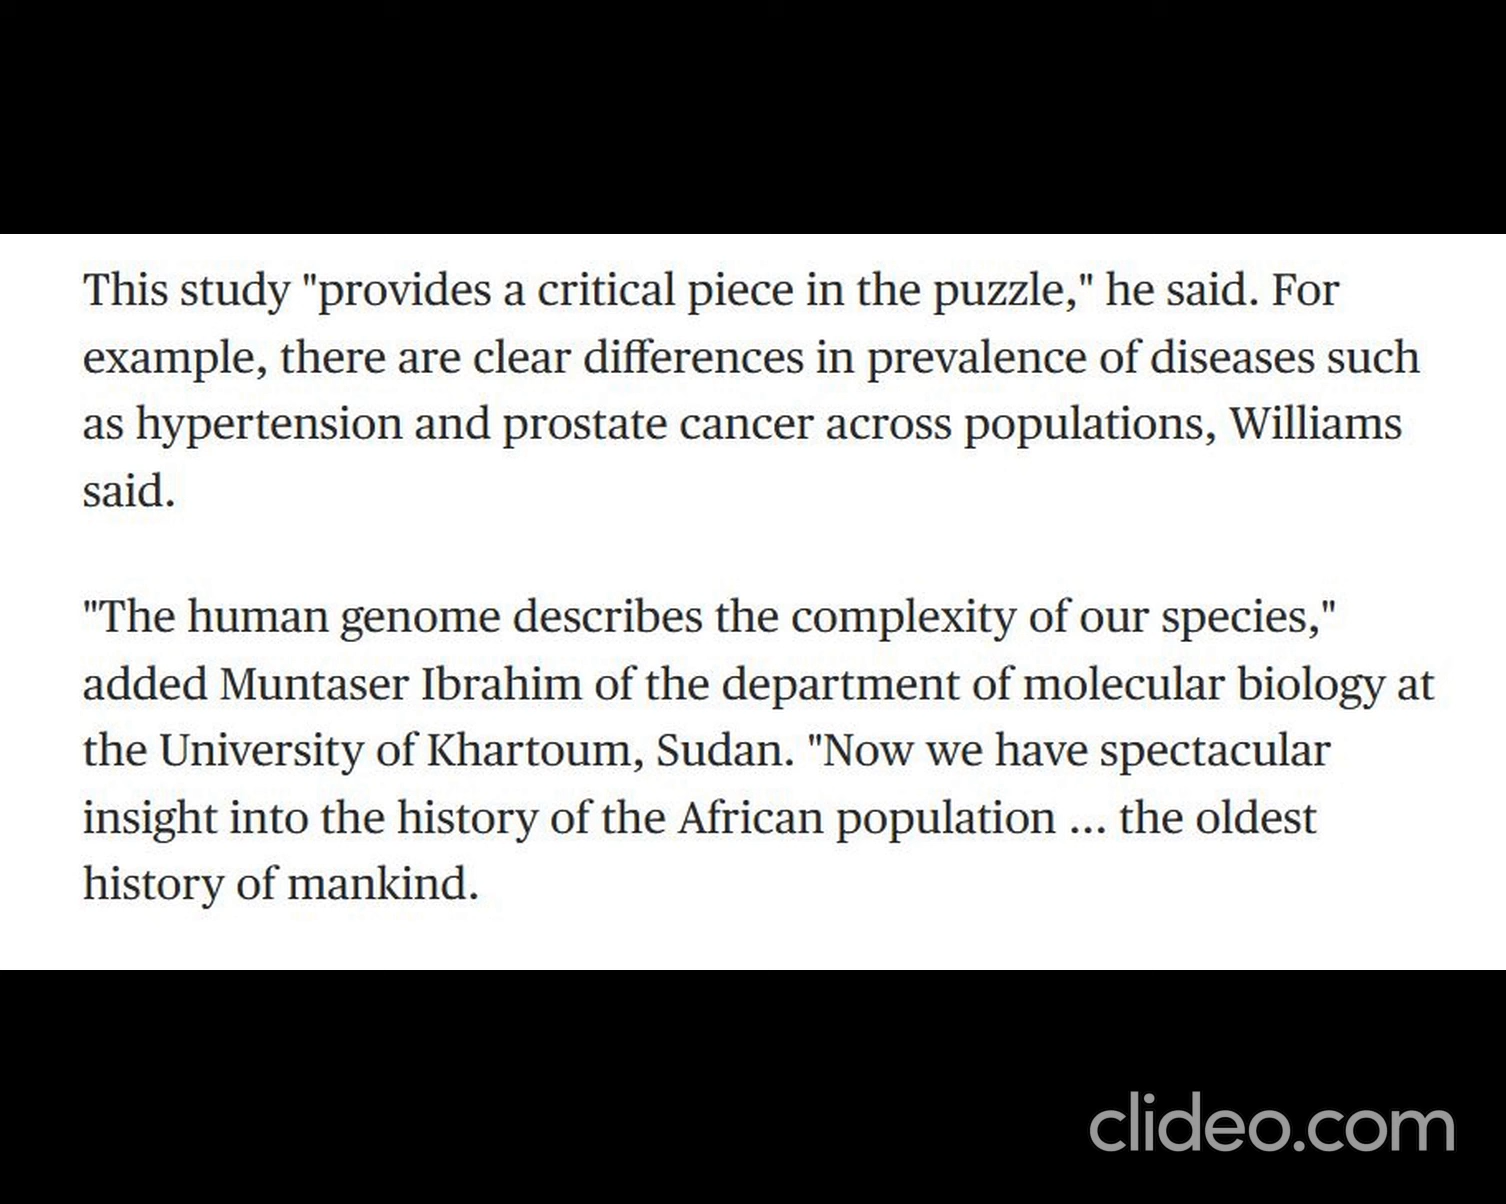 This study "provides a critical piece in the puzzle," he said. For
example, there are clear differences in prevalence of diseases such
as hypertension and prostate cancer across populations, Williams
said.
"The human genome describes the complexity of our species,"
added Muntaser Ibrahim of the department of molecular biology at
the University of Khartoum, Sudan. "Now we have spectacular
insight into the history of the African population ... the oldest
history of mankind.
clideo.com